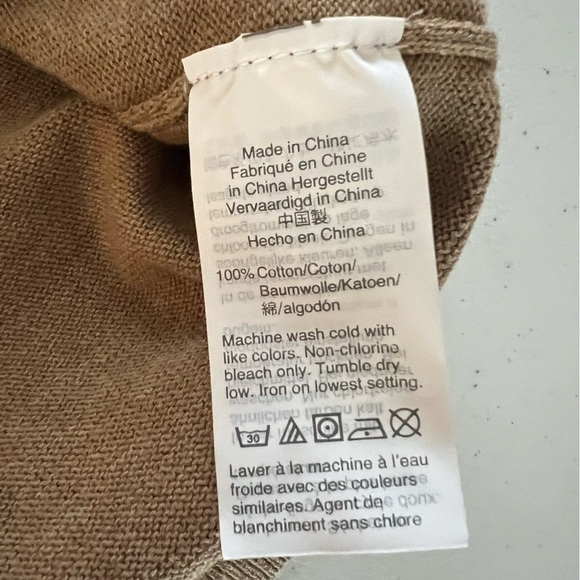 Made in China
Fabriqué en Chine
in China Hergestellt
Vervaardigd in China
中国製
Hecho en China
100% Cotton/Coton/
Baumwolle/Katoen/
綿/algodón
Machine wash cold with
like colors. Non-chlorine
bleach only. Tumble dry
low. Iron on lowest setting.
30
Laver à la machine à l'eau
froide avec des couleurs
similaires. Agent de
blanchiment sans chlore